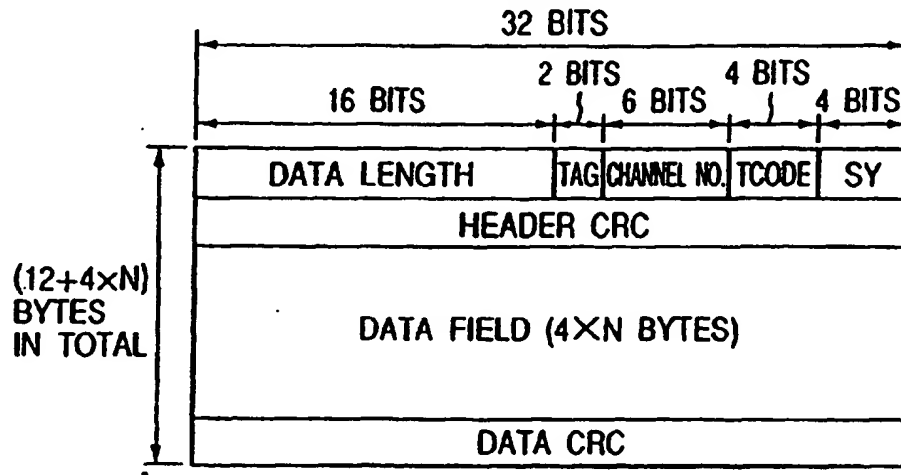 32 BITS
2 BITS 4 BITS
16 BITS 6 BITS 4 BITS
DATA LENGTH TAG CHANNEL NO. TCODE SY
HEADER CRC
(12+4×N)
BYTES
IN TOTAL
DATA FIELD (4×N BYTES)
DATA CRC